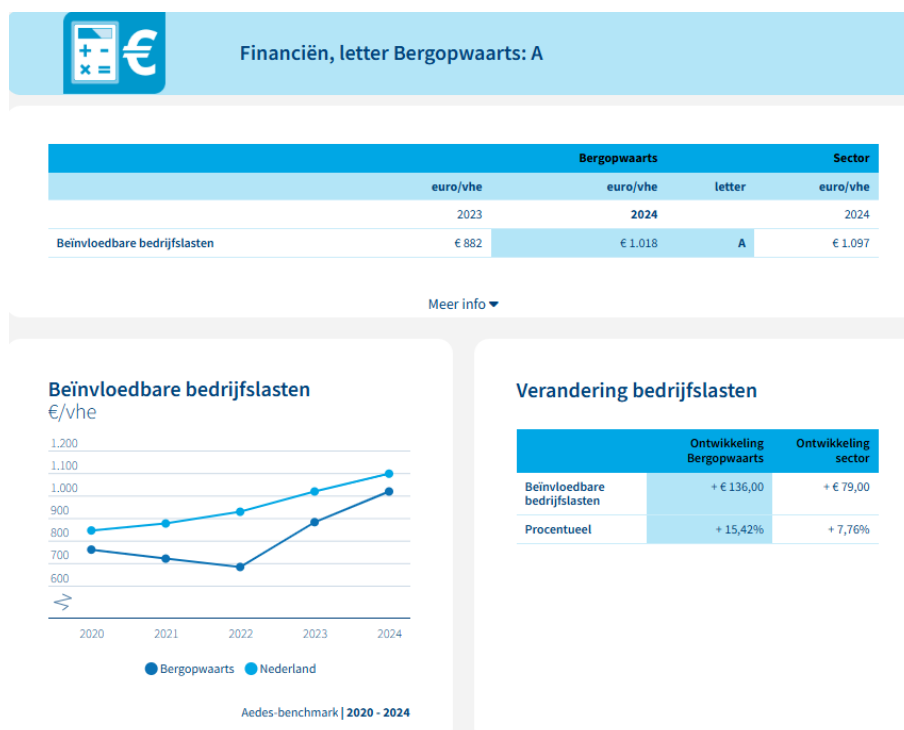 Financiën, letter Bergopwaarts: A
Bergopwaarts Sector
euro/vhe euro/vhe letter euro/vhe
2023 2024 2024
Beïnvloedbare bedrijfslasten € 882 € 1.018 A € 1.097
Meer info
Beïnvloedbare bedrijfslasten
€/vhe
1.200
1.100
1.000
900
800
700
600
2020 2021 2022 2023 2024
Bergopwaarts Nederland
Aedes-benchmark | 2020 - 2024
Verandering bedrijfslasten
Ontwikkeling Ontwikkeling
Bergopwaarts sector
Beïnvloedbare + € 136,00 + € 79,00
bedrijfslasten
Procentueel + 15,42% + 7,76%